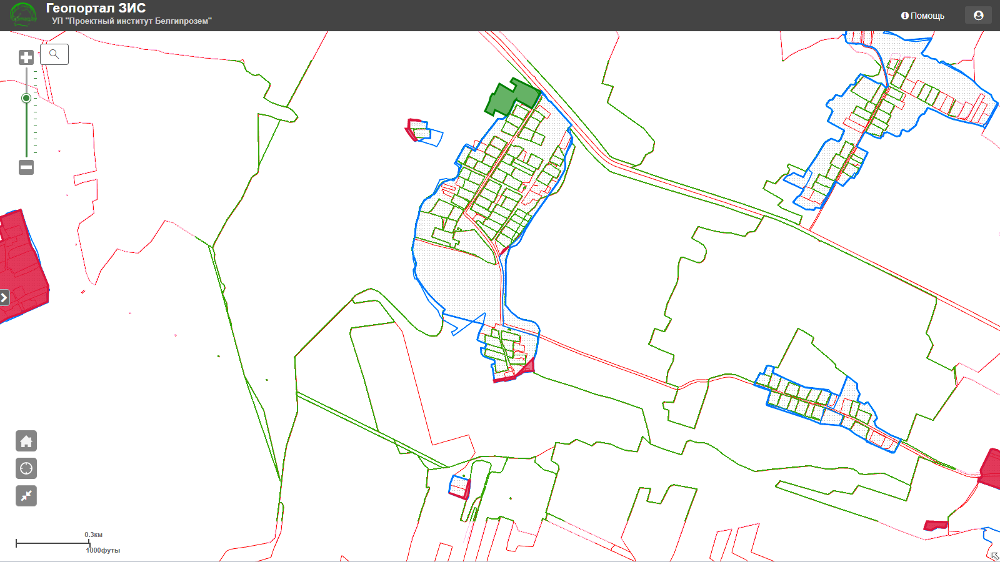 Геопортал ЗИС
УП "Проектный институт Белгипрозем"
Помощь
0.3км
1000футы